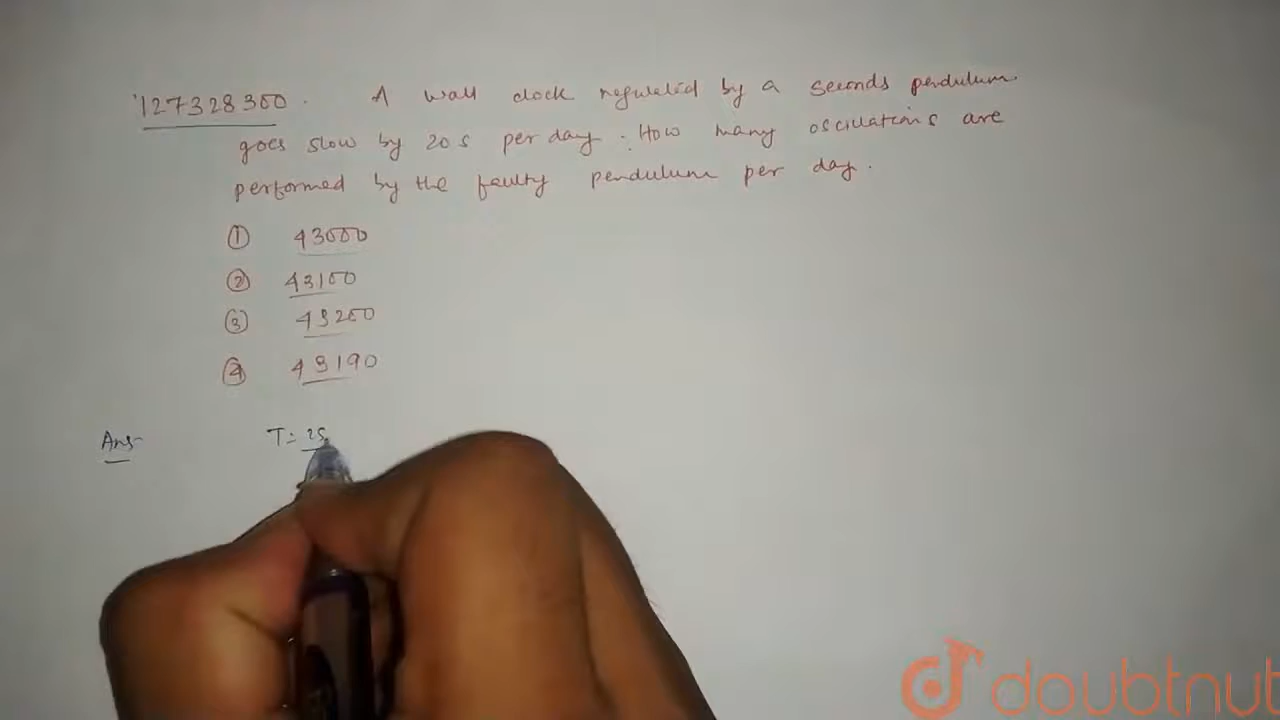 127328300. A wall clock regulated by a seconds pendulum
goes slow by 20 s per day. How many oscillations are
performed by the faulty pendulum per day.
① 43000
② 43100
③ 43200
④ 43190
Ans- T = 2s
doubtnut